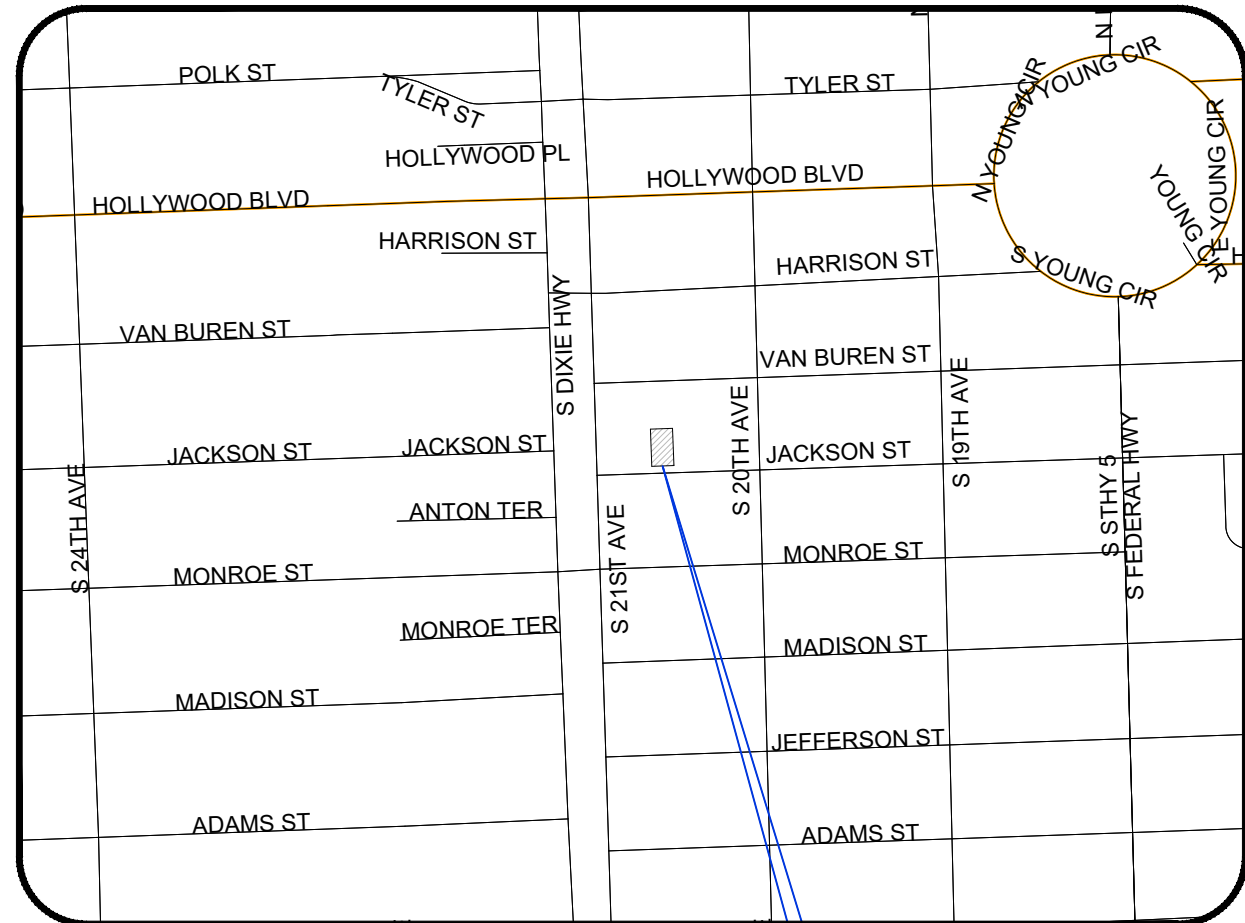 POLK ST
TYLER ST
TYLER ST
N YOUNG CIR
N YOUNG CIR
HOLLYWOOD PL
HOLLYWOOD BLVD
HOLLYWOOD BLVD
E YOUNG CIR
YOUNG CIR
HARRISON ST
HARRISON ST
S YOUNG CIR
VAN BUREN ST
S DIXIE HWY
VAN BUREN ST
S 19TH AVE
S 20TH AVE
JACKSON ST
JACKSON ST
JACKSON ST
S 24TH AVE
ANTON TER
S 21ST AVE
S STHY 5
S FEDERAL HWY
MONROE ST
MONROE ST
MONROE TER
MADISON ST
MADISON ST
JEFFERSON ST
ADAMS ST
ADAMS ST